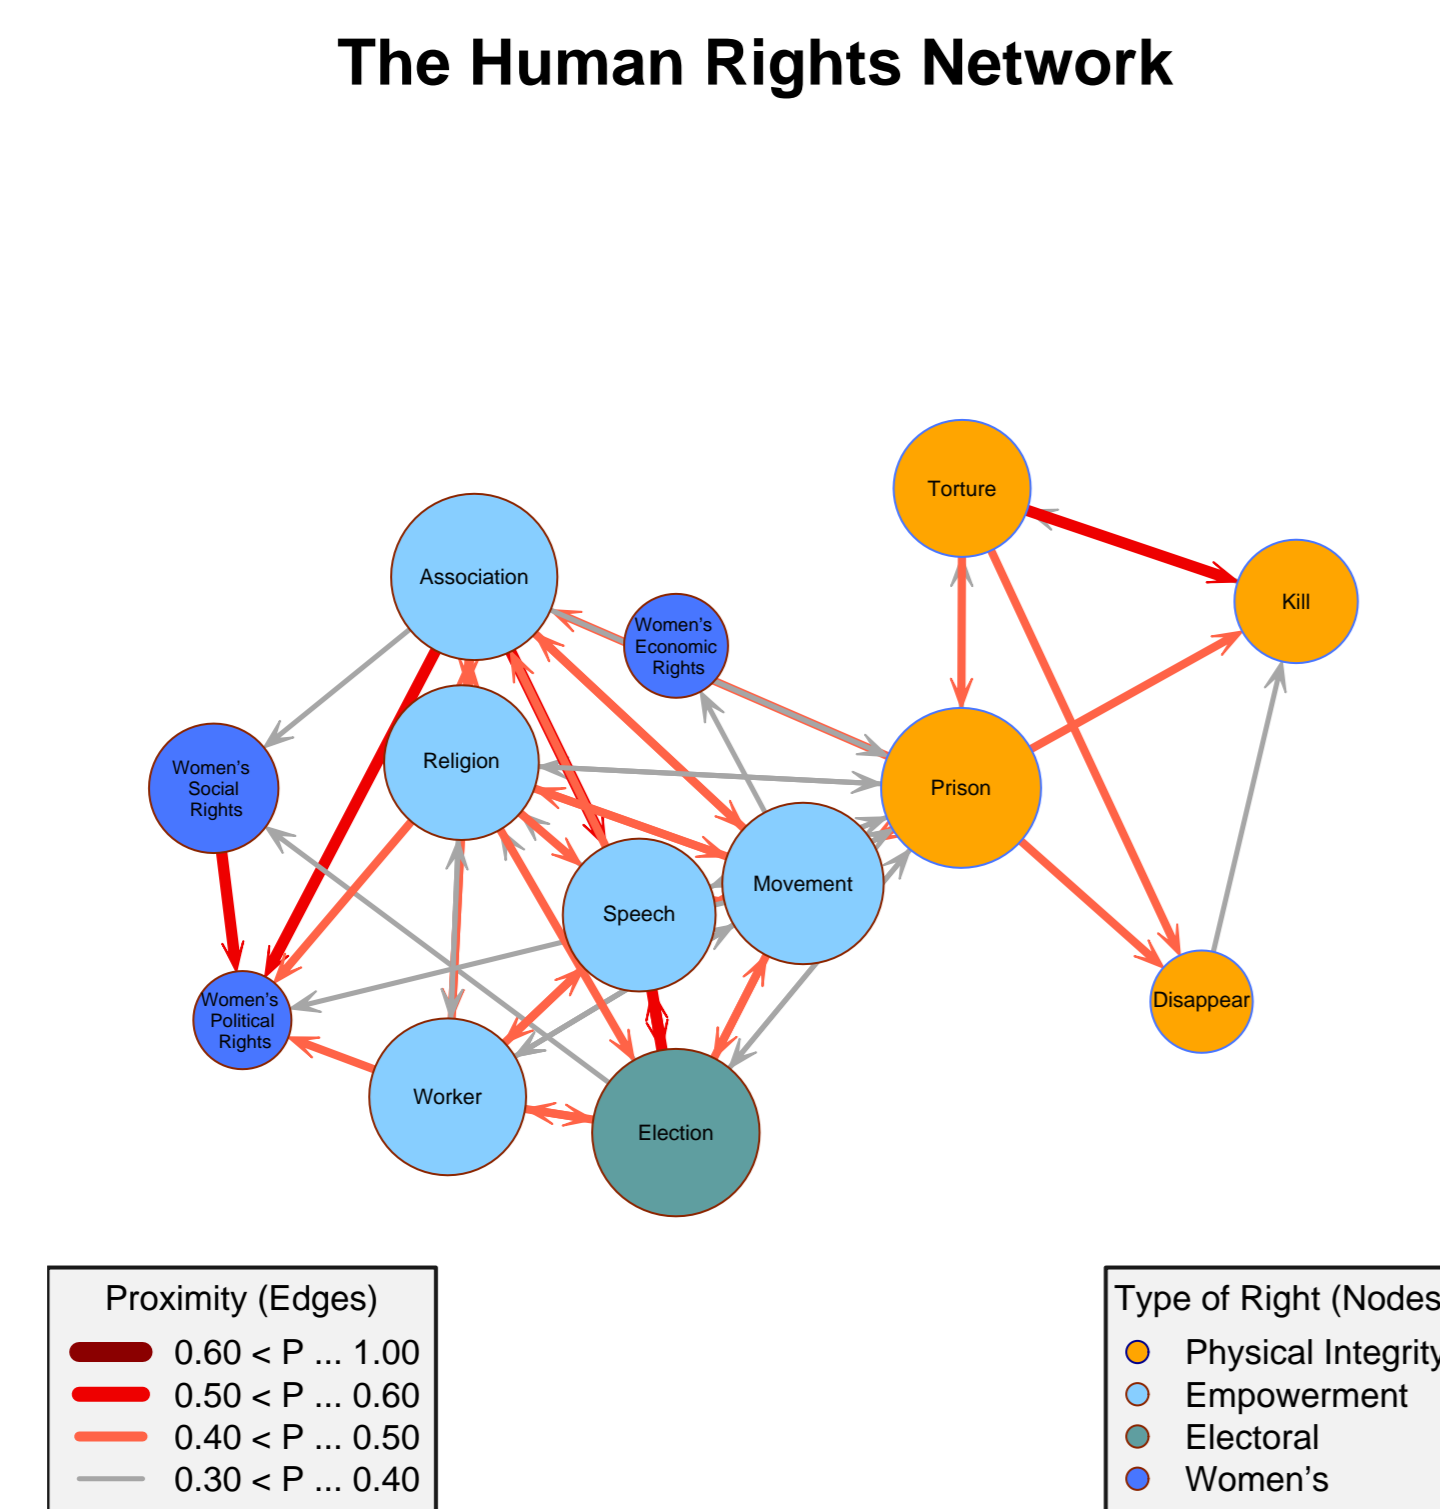 The Human Rights Network
Torture
Association
Kill
Women's
Economic
Rights
Religion
Women's
Social
Rights
Prison
Movement
Speech
Women's
Political
Rights
Disappear
Worker
Election
Proximity (Edges)
0.60 < P ... 1.00
0.50 < P ... 0.60
0.40 < P ... 0.50
0.30 < P ... 0.40
Type of Right (Nodes
Physical Integrity
Empowerment
Electoral
Women's